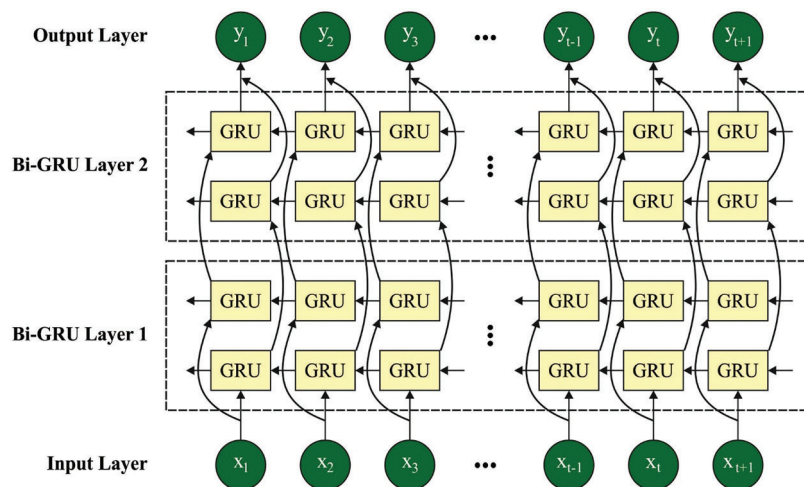 Output Layer y1 y2 y3 ... yt-1 yt yt+1
GRU GRU GRU GRU GRU GRU
Bi-GRU Layer 2
GRU GRU GRU GRU GRU GRU
GRU GRU GRU GRU GRU GRU
Bi-GRU Layer 1
GRU GRU GRU GRU GRU GRU
Input Layer x1 x2 x3 ... xt-1 xt xt+1